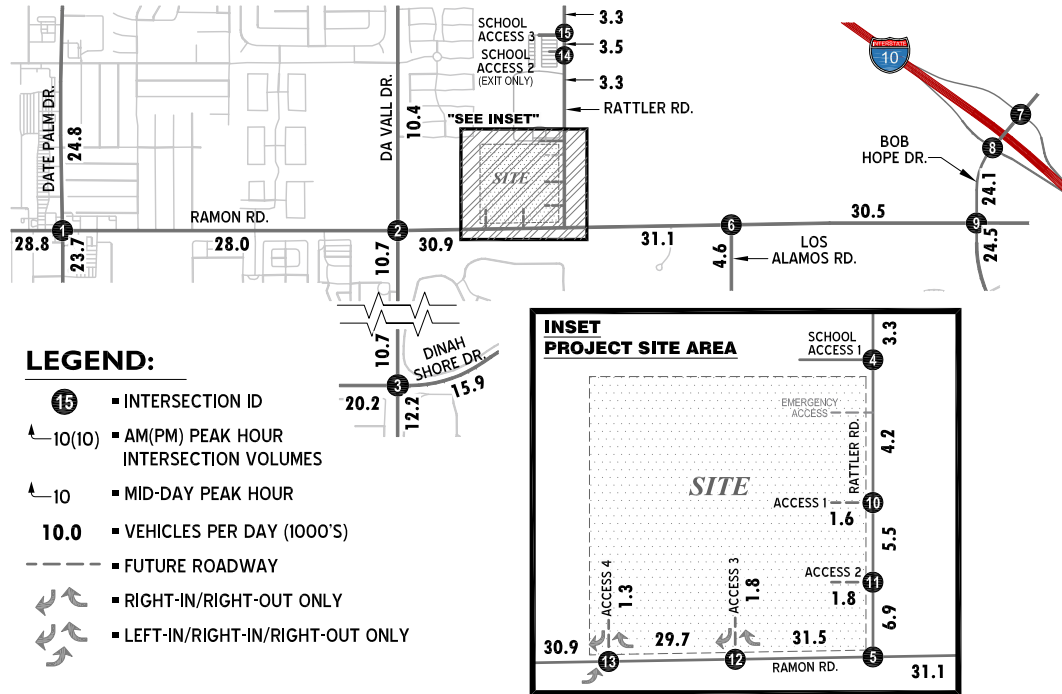 3.3
SCHOOL
ACCESS 3
15
3.5
SCHOOL
ACCESS 2
(EXIT ONLY)
14
3.3
RATTLER RD.
INTERSTATE
10
DATE PALM DR.
24.8
DA VALL DR.
10.4
"SEE INSET"
SITE
7
BOB
HOPE DR.
8
24.1
RAMON RD.
30.5
1
2
6
9
28.8
23.7
28.0
10.7
30.9
31.1
4.6
LOS
ALAMOS RD.
24.5
10.7
DINAH
SHORE DR.
3
20.2
12.2
15.9
LEGEND:
15 INTERSECTION ID
10(10) AM(PM) PEAK HOUR
INTERSECTION VOLUMES
10 MID-DAY PEAK HOUR
10.0 VEHICLES PER DAY (1000'S)
FUTURE ROADWAY
RIGHT-IN/RIGHT-OUT ONLY
LEFT-IN/RIGHT-IN/RIGHT-OUT ONLY
INSET
PROJECT SITE AREA
3.3
SCHOOL
ACCESS 1
4
EMERGENCY
ACCESS
RATTLER RD.
4.2
SITE
ACCESS 1
10
1.6
5.5
ACCESS 2
11
1.8
ACCESS 4
1.3
ACCESS 3
1.8
6.9
30.9
29.7
31.5
13
12
5
RAMON RD.
31.1